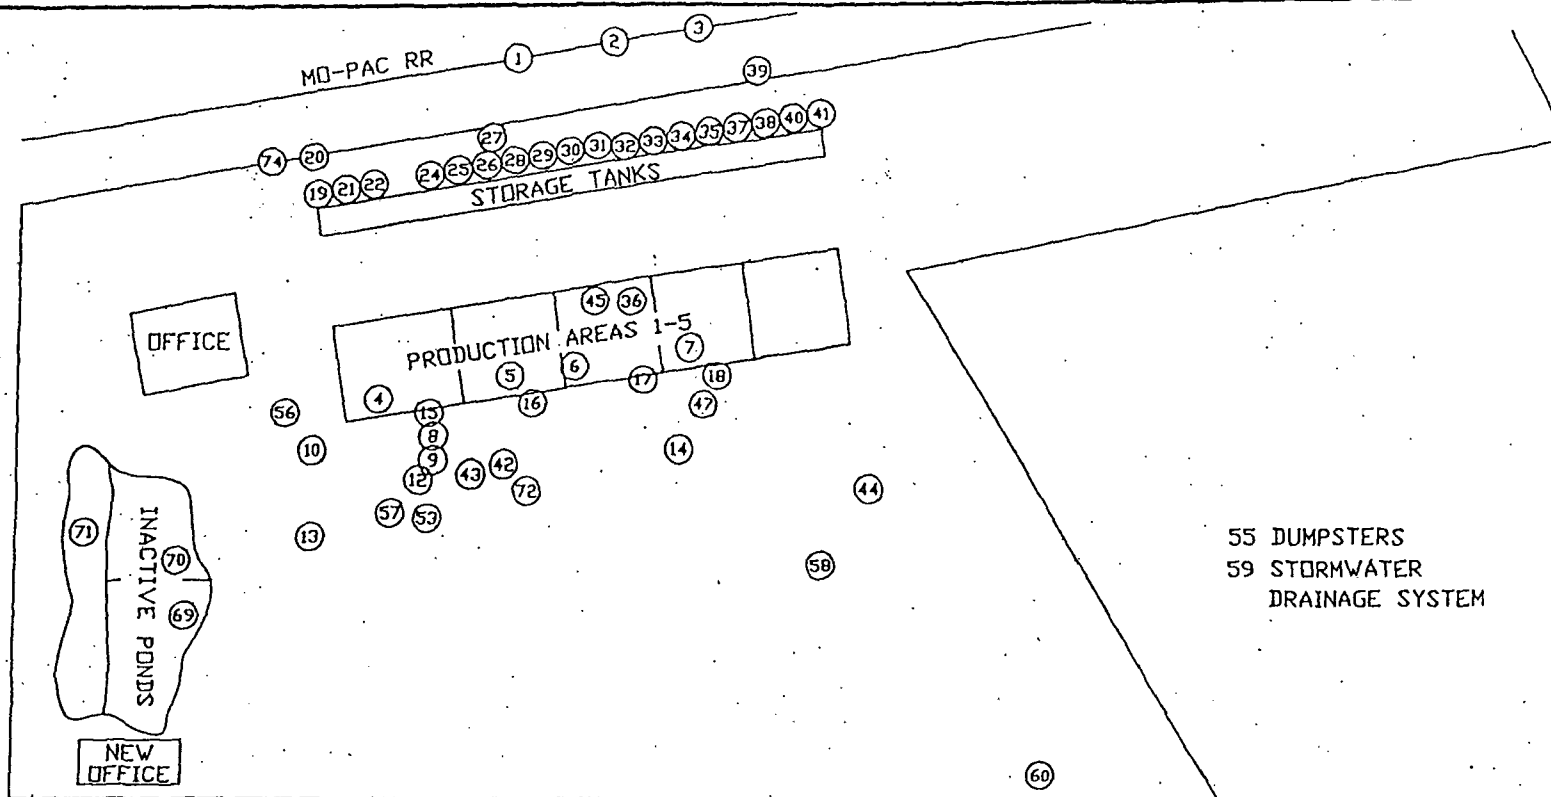 1
2
3
MO-PAC RR
39
74 20 27
19 21 22 24 25 26 28 29 30 31 32 33 34 35 37 38 40 41
STORAGE TANKS
OFFICE
45 36
PRODUCTION AREAS 1-5
4 5 6 7
15 16 17 18
56
10
8
9
12
43 42
72
47
14
44
57 53
13
58
71
70
69
INACTIVE PONDS
NEW
OFFICE
60
55 DUMPSTERS
59 STORMWATER
DRAINAGE SYSTEM